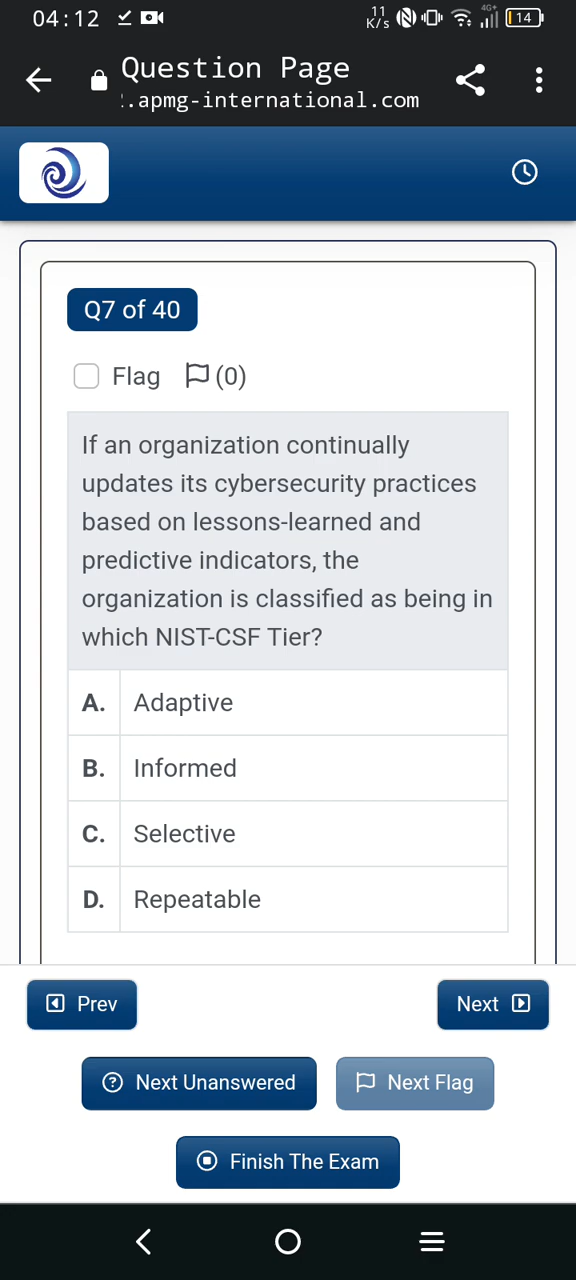 04:12
11 K/s 4G+ 14
Question Page
.apmg-international.com
Q7 of 40
Flag (0)
If an organization continually
updates its cybersecurity practices
based on lessons-learned and
predictive indicators, the
organization is classified as being in
which NIST-CSF Tier?
A. Adaptive
B. Informed
C. Selective
D. Repeatable
Prev
Next
Next Unanswered
Next Flag
Finish The Exam